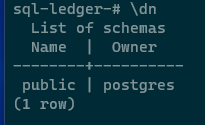 sql-ledger-# \dn
List of schemas
Name | Owner
--------+----------
public | postgres
(1 row)